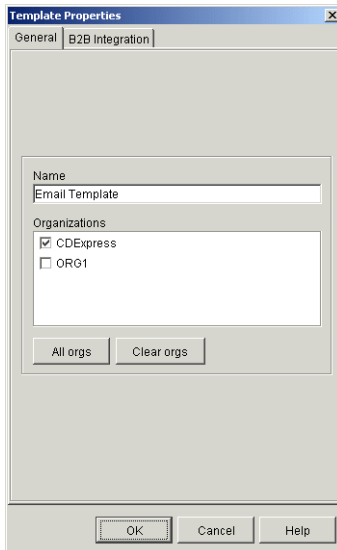 Template Properties
General B2B Integration
Name
Email Template
Organizations
CDExpress
ORG1
All orgs Clear orgs
OK Cancel Help